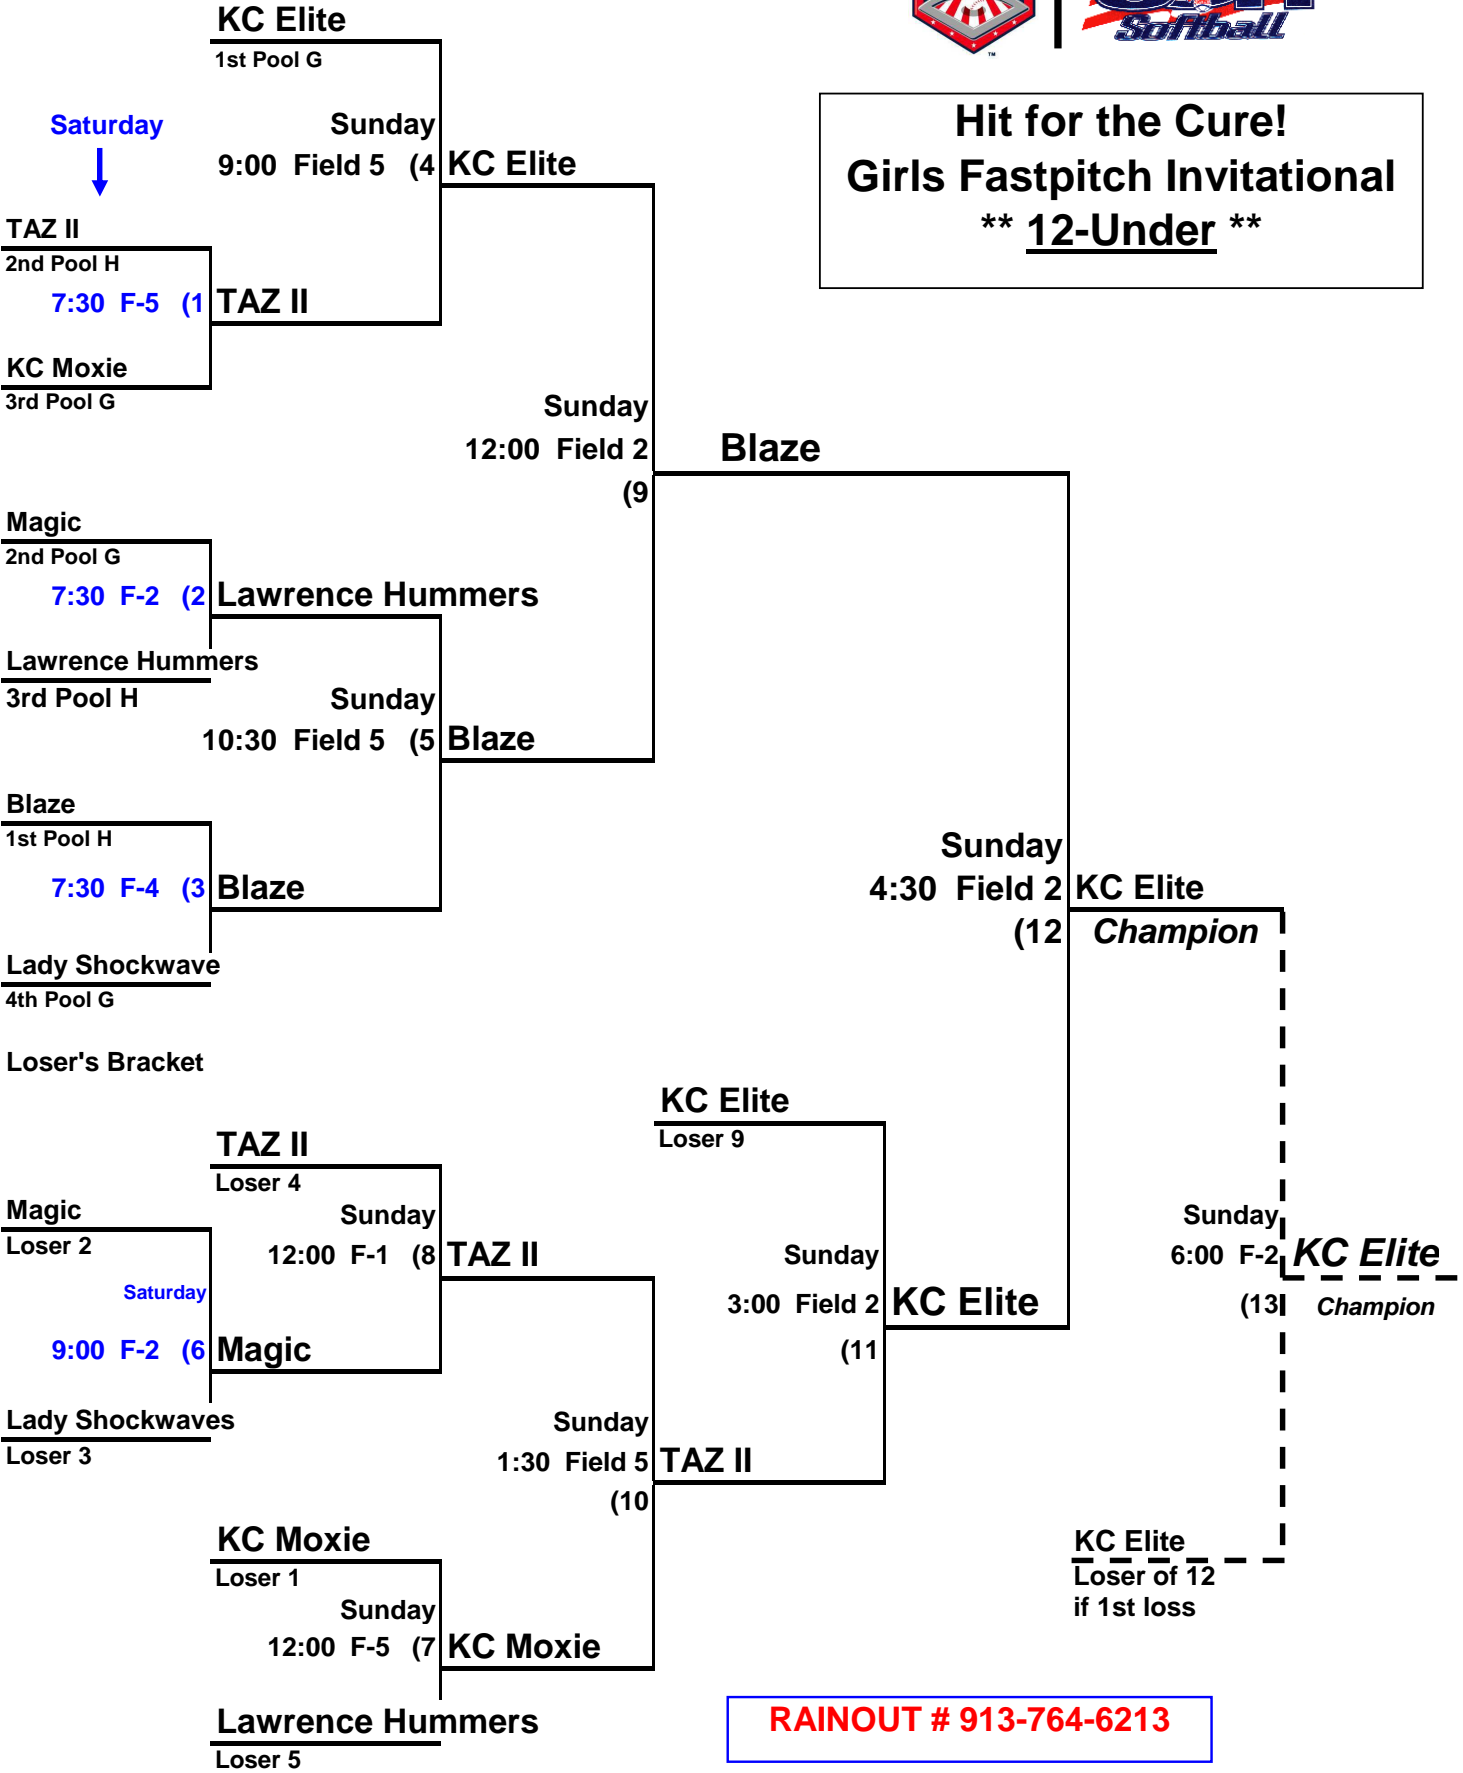 KC Elite
1st Pool G
Softball
™
Hit for the Cure!
Girls Fastpitch Invitational
** 12-Under **
Saturday
Sunday
9:00 Field 5 (4
KC Elite
TAZ II
2nd Pool H
7:30 F-5 (1
TAZ II
KC Moxie
3rd Pool G
Sunday
12:00 Field 2
(9
Blaze
Magic
2nd Pool G
7:30 F-2 (2
Lawrence Hummers
Lawrence Hummers
3rd Pool H
Sunday
10:30 Field 5 (5
Blaze
Blaze
1st Pool H
7:30 F-4 (3
Blaze
Lady Shockwave
4th Pool G
Sunday
4:30 Field 2
(12
KC Elite
Champion
Loser's Bracket
KC Elite
Loser 9
TAZ II
Loser 4
Magic
Loser 2
Sunday
12:00 F-1 (8
TAZ II
Saturday
9:00 F-2 (6
Magic
Lady Shockwaves
Loser 3
Sunday
3:00 Field 2
(11
KC Elite
Sunday
6:00 F-2
(13
KC Elite
Champion
Sunday
1:30 Field 5
(10
TAZ II
KC Moxie
Loser 1
Sunday
12:00 F-5 (7
KC Moxie
Lawrence Hummers
Loser 5
KC Elite
Loser of 12
if 1st loss
RAINOUT # 913-764-6213